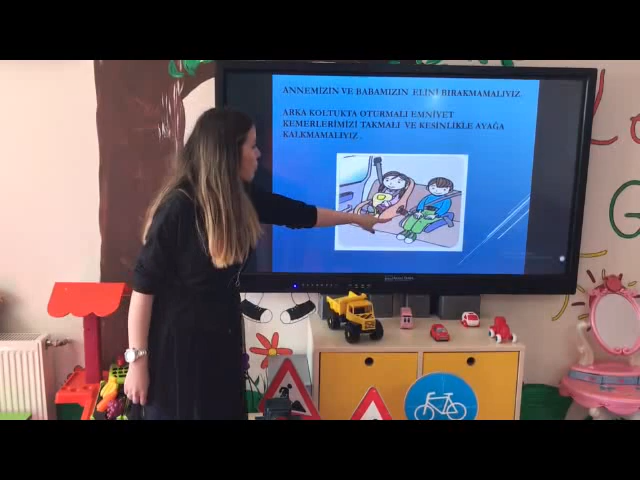 ANNEMİZİN VE BABAMIZIN ELİNİ BIRAKMAMALIYIZ
ARKA KOLTUKTA OTURMALI EMNİYET
KEMERLERİMİZİ TAKMALI VE KESİNLİKLE AYAĞA
KALKMAMALIYIZ .